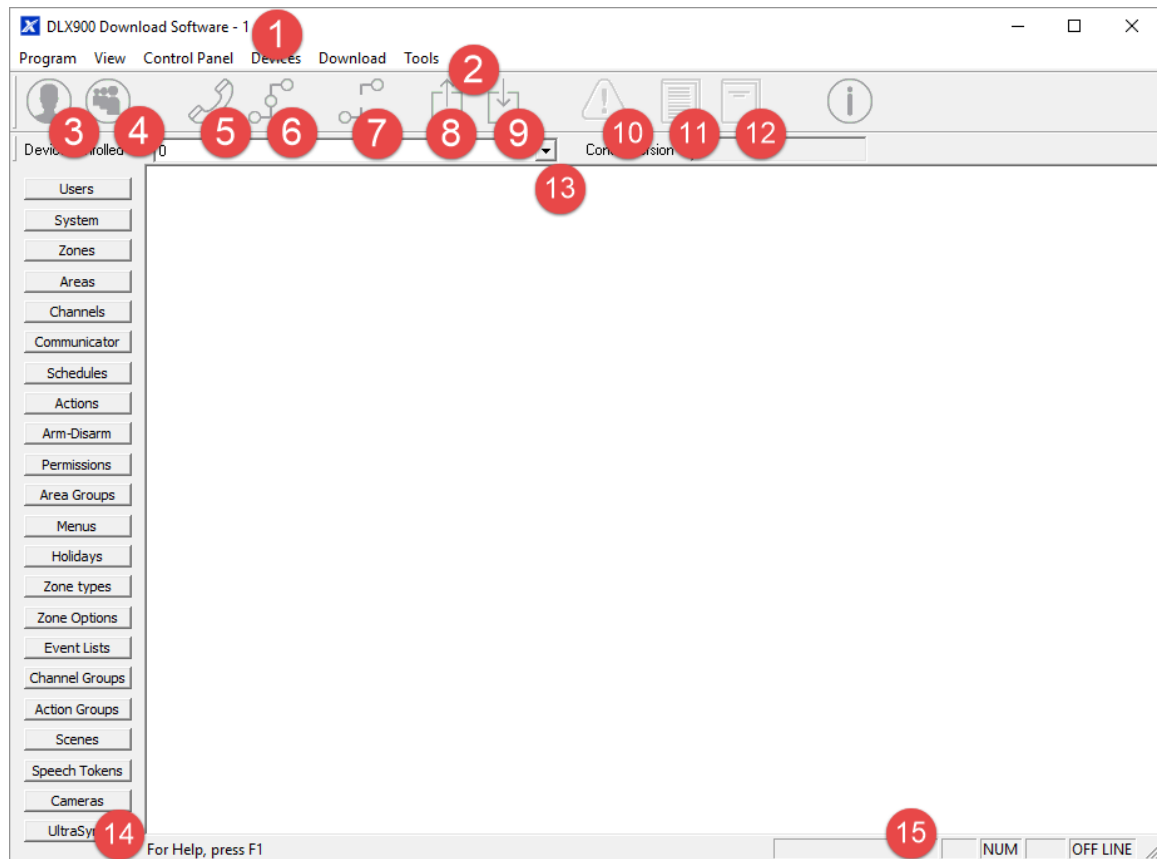 DLX900 Download Software - 1
1
Program View Control Panel Devices Download Tools
2
3 4 5 6 7 8 9 10 11 12
0
13
Users
System
Zones
Areas
Channels
Communicator
Schedules
Actions
Arm-Disarm
Permissions
Area Groups
Menus
Holidays
Zone types
Zone Options
Event Lists
Channel Groups
Action Groups
Scenes
Speech Tokens
Cameras
14
15
For Help, press F1 NUM OFF LINE